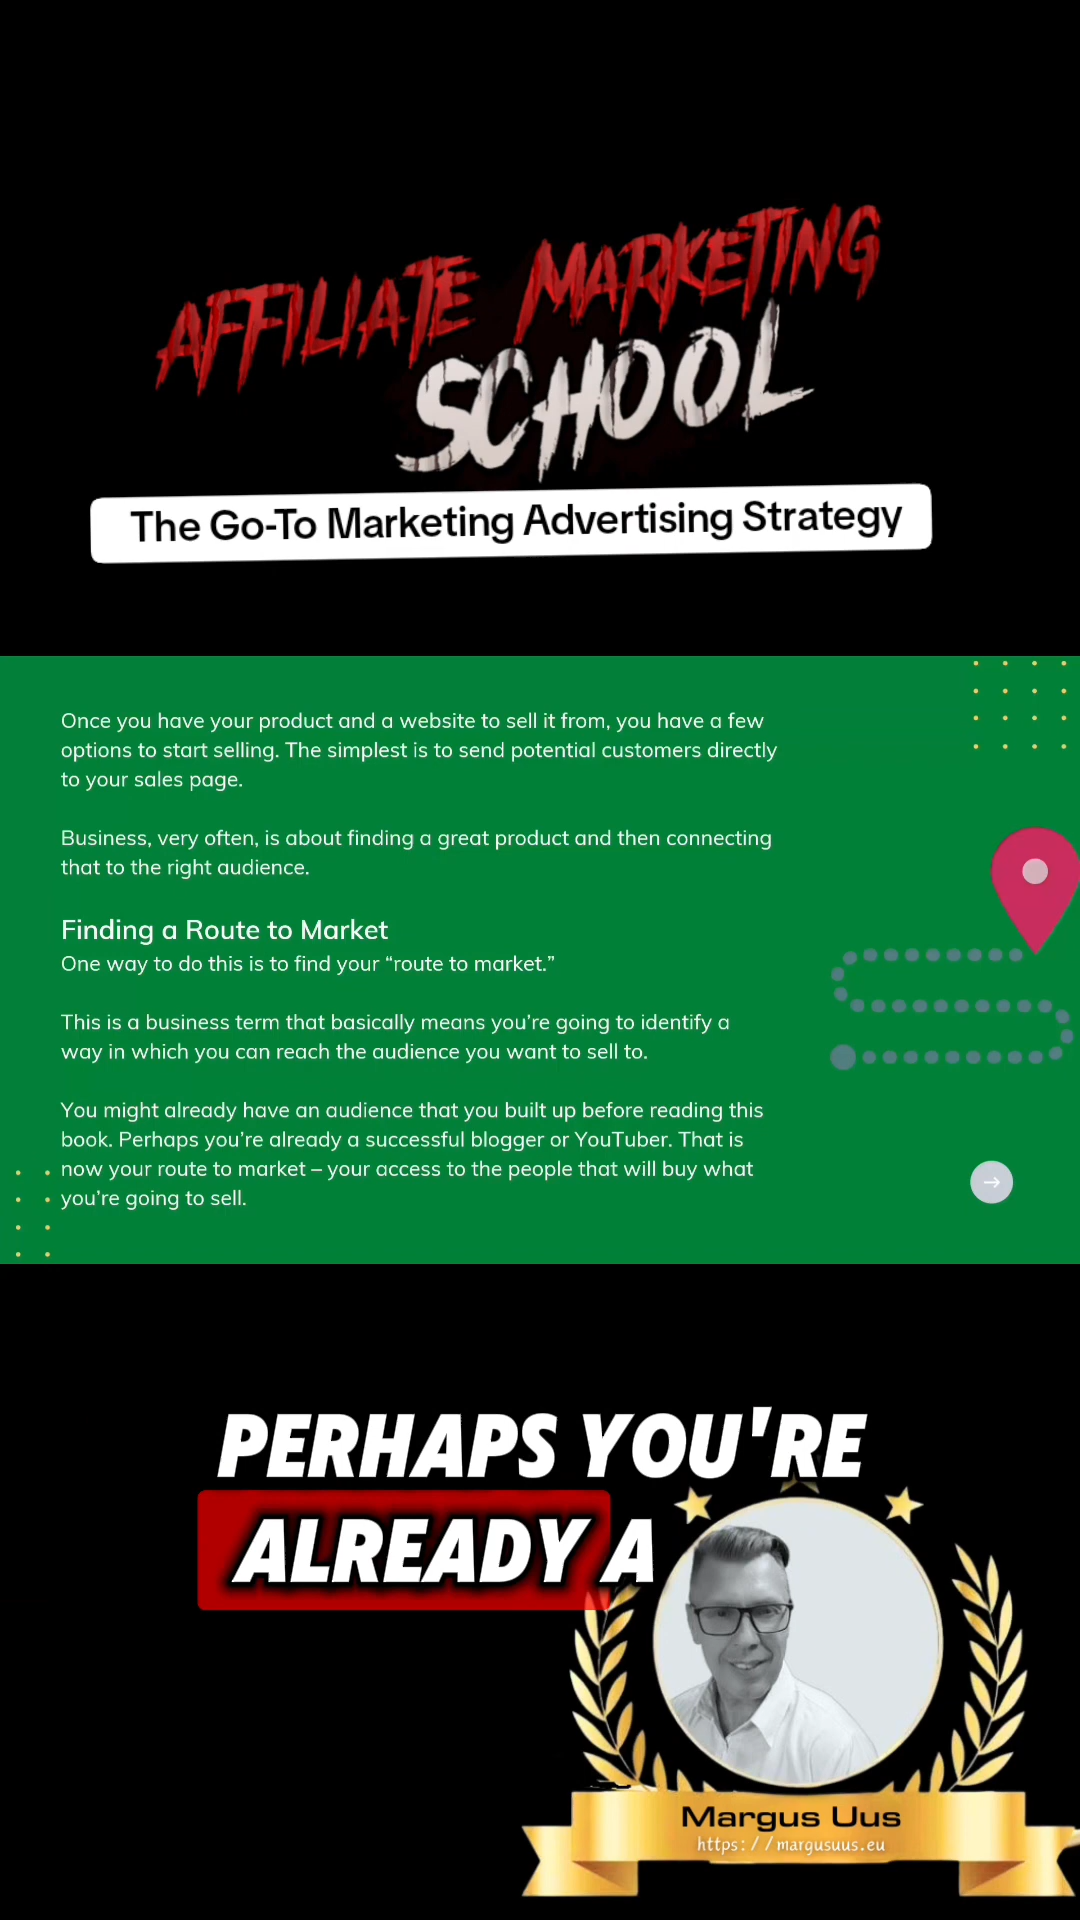 AFFILIATE MARKETING
SCHOOL
The Go-To Marketing Advertising Strategy
Once you have your product and a website to sell it from, you have a few
options to start selling. The simplest is to send potential customers directly
to your sales page.
Business, very often, is about finding a great product and then connecting
that to the right audience.
Finding a Route to Market
One way to do this is to find your “route to market.”
This is a business term that basically means you’re going to identify a
way in which you can reach the audience you want to sell to.
You might already have an audience that you built up before reading this
book. Perhaps you’re already a successful blogger or YouTuber. That is
now your route to market – your access to the people that will buy what
you’re going to sell.
PERHAPS YOU'RE
ALREADY A
Margus Uus
https://margusuus.eu